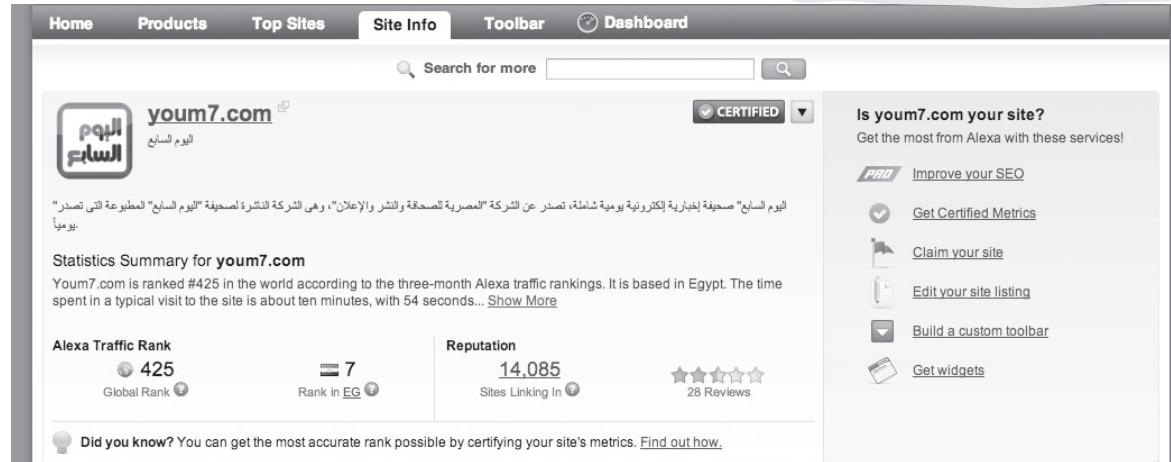 Home Products Top Sites Site Info Toolbar Dashboard
Search for more
اليوم
السابع
youm7.com
اليوم السابع
CERTIFIED
اليوم السابع" صحيفة إخبارية إلكترونية يومية شاملة، تصدر عن الشركة "المصرية للصحافة والنشر والإعلان"، وهى الشركة الناشرة لصحيفة "اليوم السابع" المطبوعة التى تصدر"
يومياً.
Statistics Summary for youm7.com
Youm7.com is ranked #425 in the world according to the three-month Alexa traffic rankings. It is based in Egypt. The time
spent in a typical visit to the site is about ten minutes, with 54 seconds... Show More
Alexa Traffic Rank
425
Global Rank ?
7
Rank in EG ?
Reputation
14,085
Sites Linking In ?
28 Reviews
Did you know? You can get the most accurate rank possible by certifying your site's metrics. Find out how.
Is youm7.com your site?
Get the most from Alexa with these services!
PRO Improve your SEO
Get Certified Metrics
Claim your site
Edit your site listing
Build a custom toolbar
Get widgets